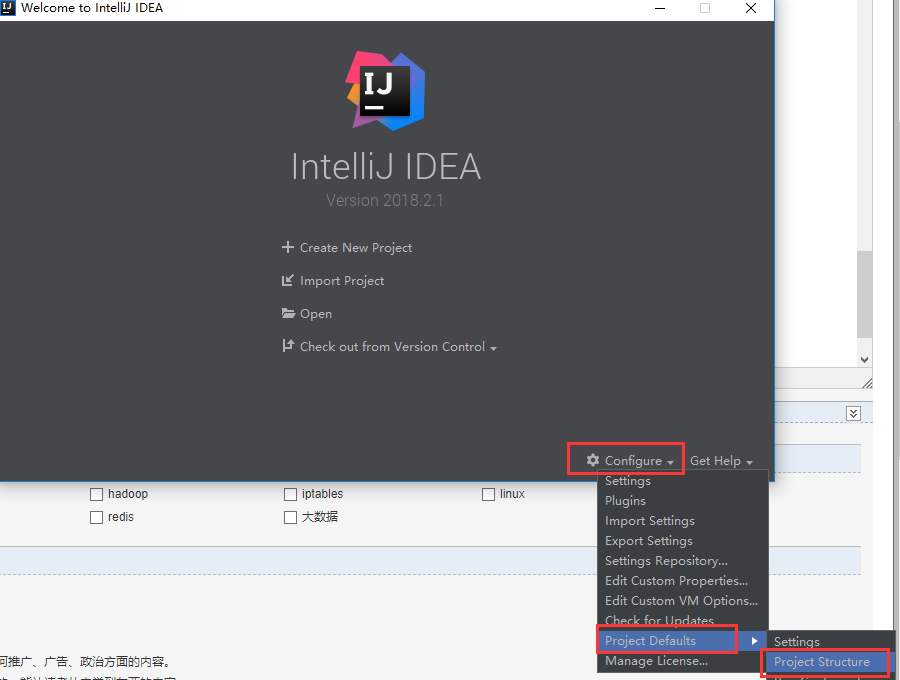 IJ
Welcome to IntelliJ IDEA
IJ
IntelliJ IDEA
Version 2018.2.1
Create New Project
Import Project
Open
Check out from Version Control
Configure
Get Help
Settings
Plugins
Import Settings
Export Settings
Settings Repository...
Edit Custom Properties...
Edit Custom VM Options...
Check for Updates
Project Defaults
Manage License...
Settings
Project Structure
hadoop
iptables
linux
redis
大数据
推广、广告、政治方面的内容。